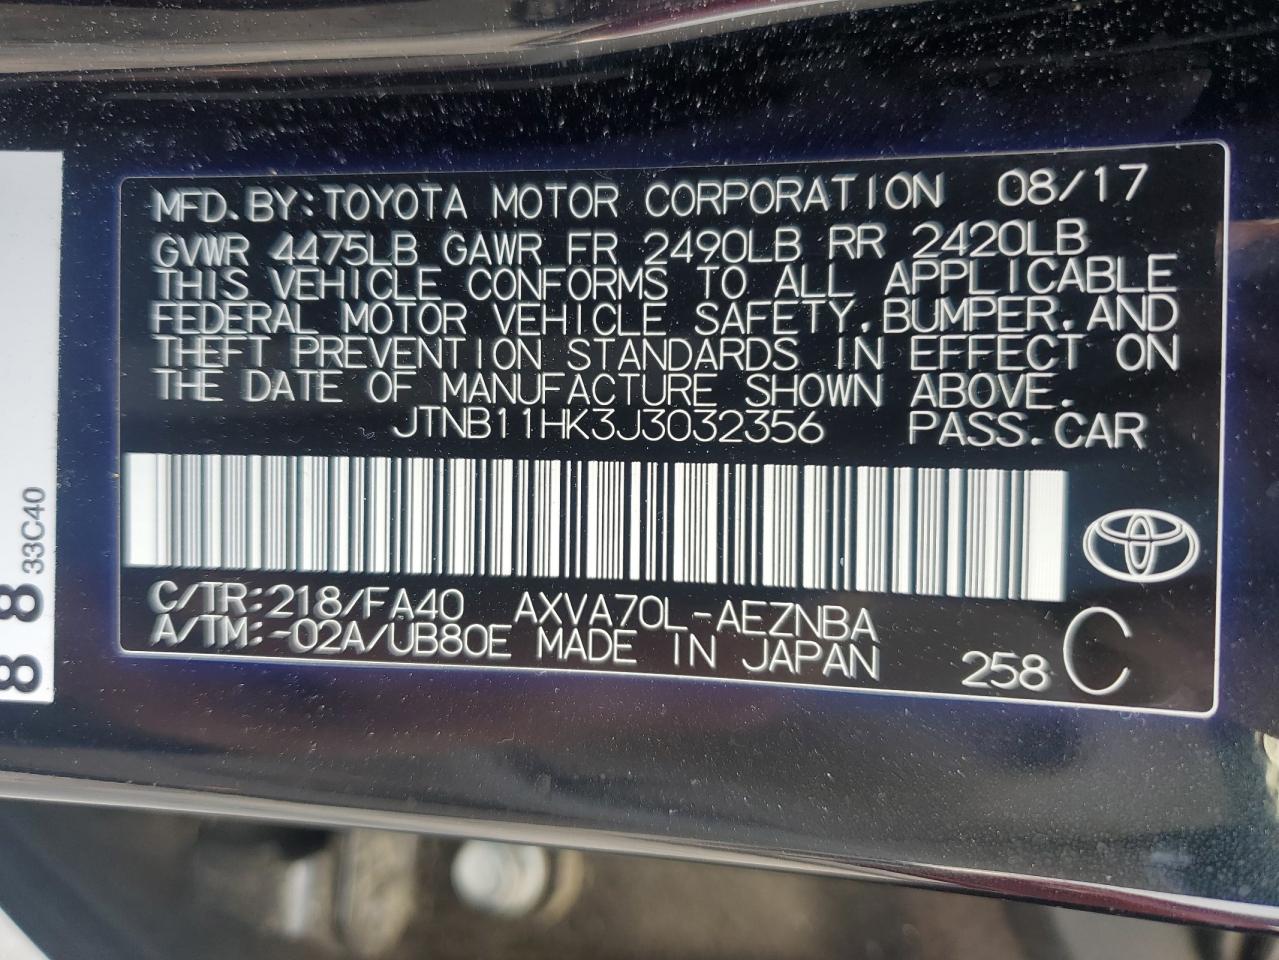 MFD.BY:TOYOTA MOTOR CORPORATION 08/17
GVWR 4475LB GAWR FR 2490LB RR 2420LB
THIS VEHICLE CONFORMS TO ALL APPLICABLE
FEDERAL MOTOR VEHICLE SAFETY,BUMPER,AND
THEFT PREVENTION STANDARDS IN EFFECT ON
THE DATE OF MANUFACTURE SHOWN ABOVE.
JTNB11HK3J3032356 PASS.CAR
C/TR:218/FA40 AXVA70L-AEZNBA
A/TM:-02A/UB80E MADE IN JAPAN 258 C
33C40
8 8